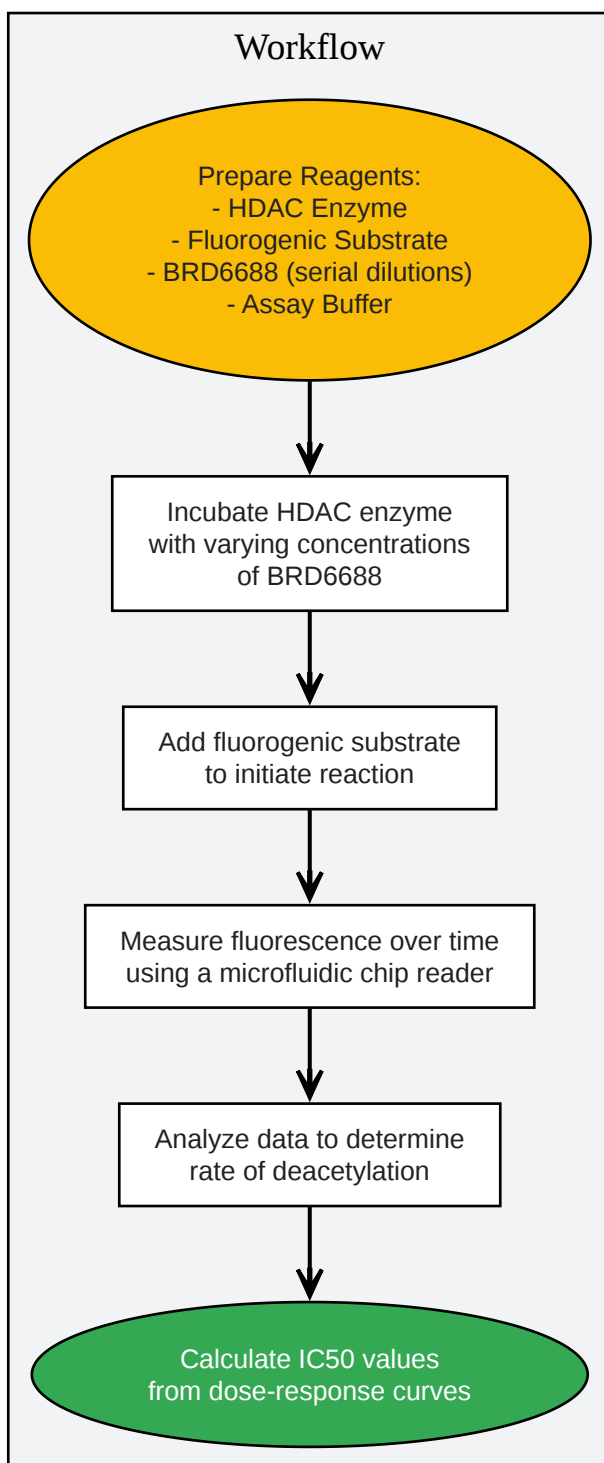 Workflow
Prepare Reagents:
- HDAC Enzyme
- Fluorogenic Substrate
- BRD6688 (serial dilutions)
- Assay Buffer
Incubate HDAC enzyme
with varying concentrations
of BRD6688
Add fluorogenic substrate
to initiate reaction
Measure fluorescence over time
using a microfluidic chip reader
Analyze data to determine
rate of deacetylation
Calculate IC50 values
from dose-response curves